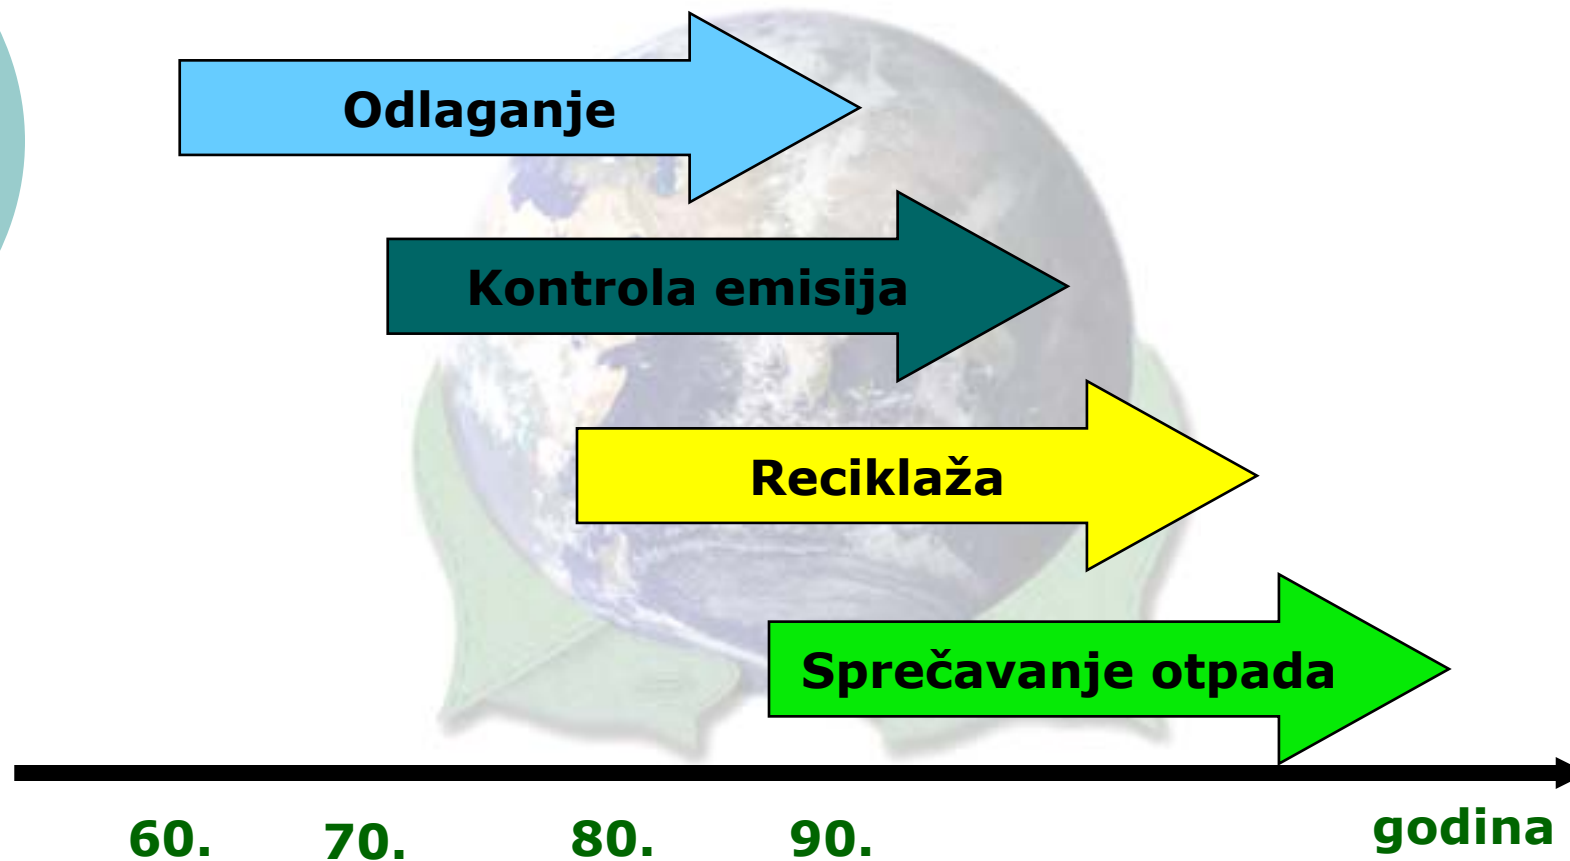 Odlaganje
Kontrola emisija
Reciklaža
Sprečavanje otpada
60. 70. 80. 90. godina